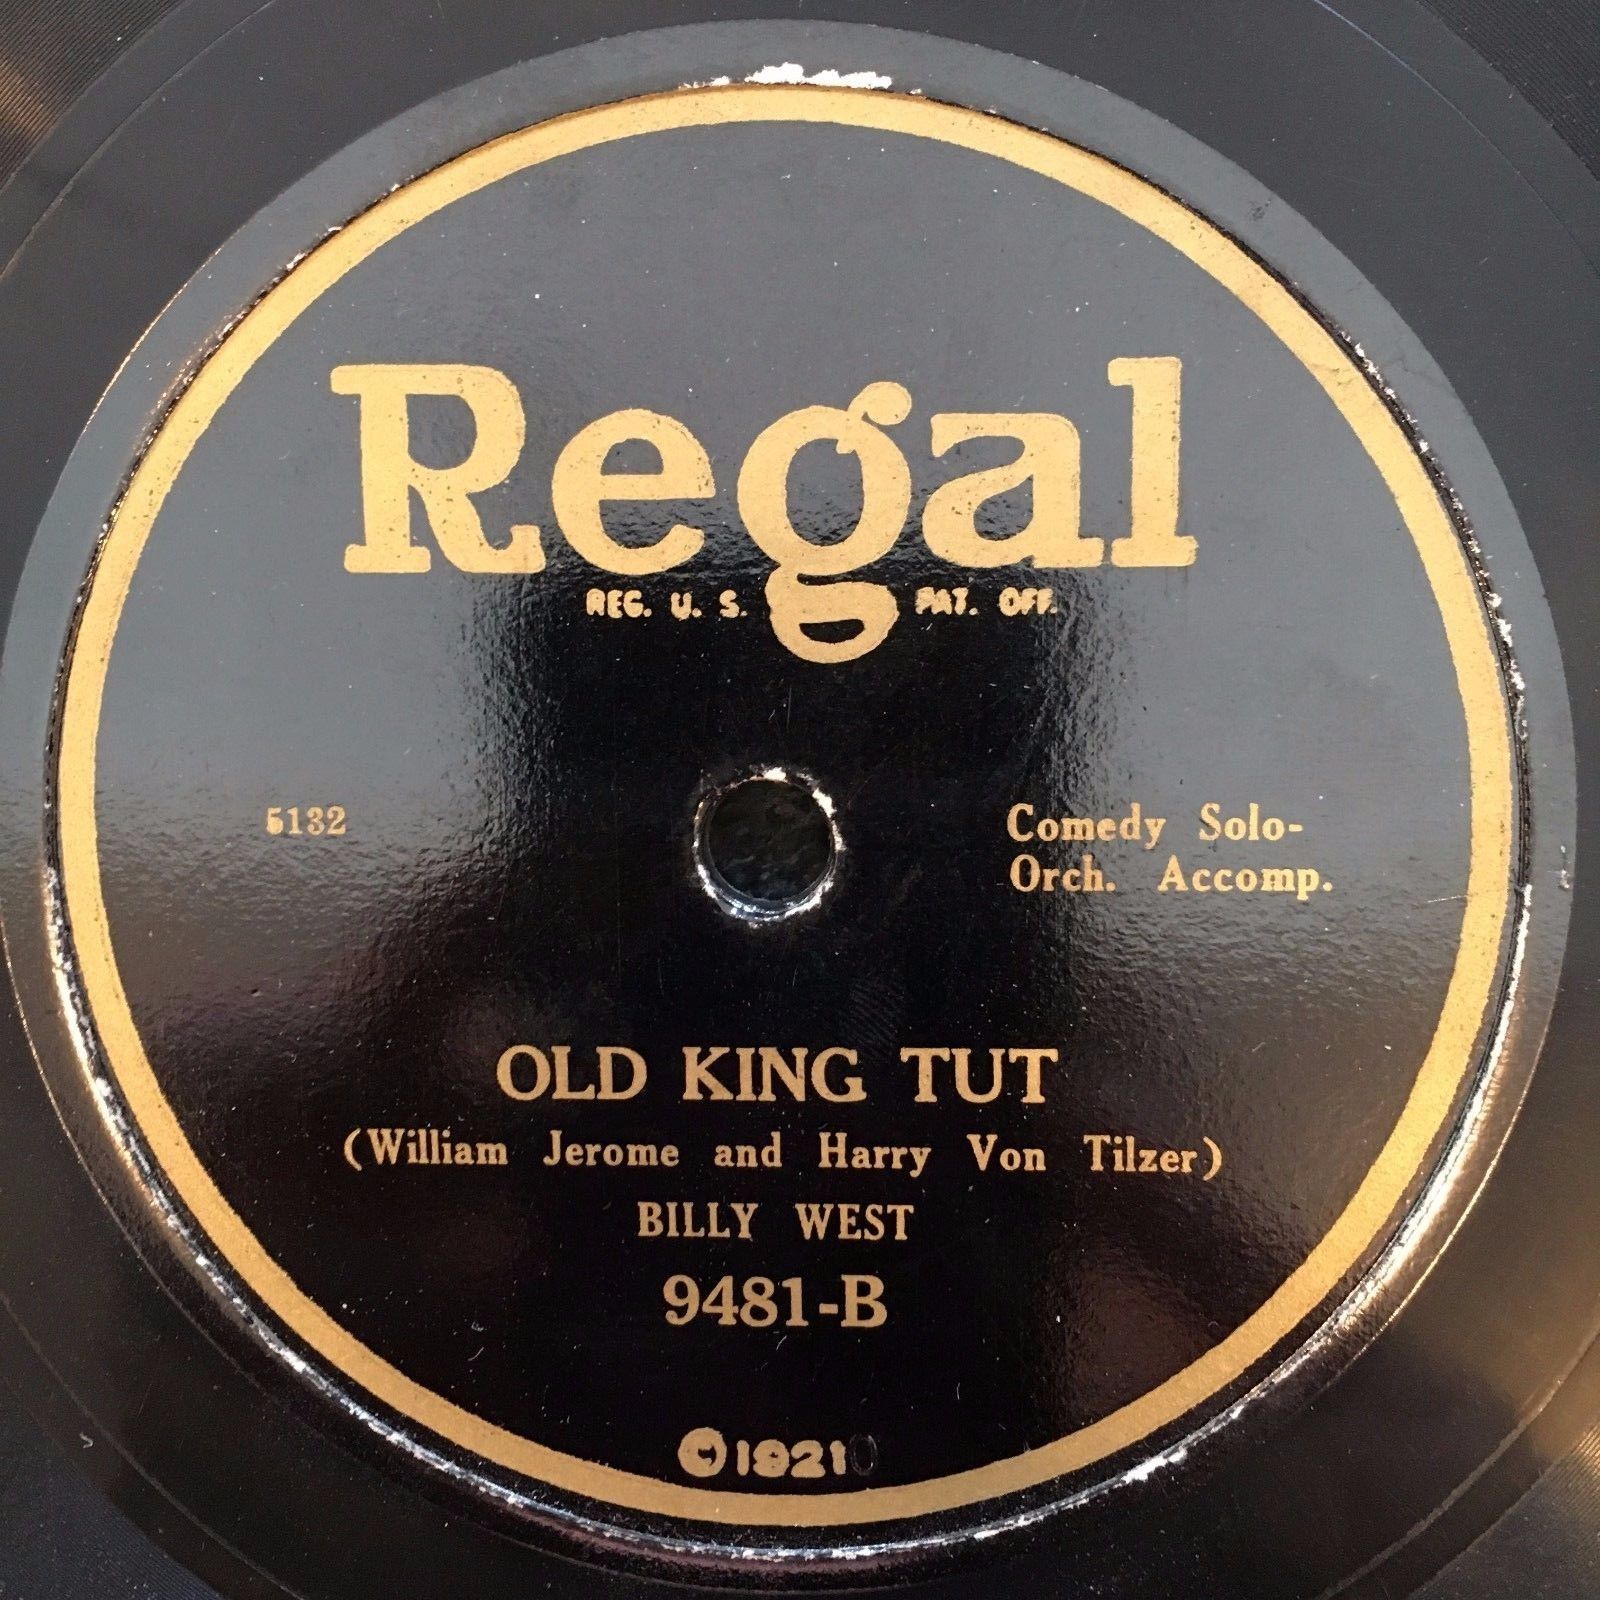 Regal
REG. U. S. PAT. OFF.
5132
Comedy Solo-
Orch. Accomp.
OLD KING TUT
(William Jerome and Harry Von Tilzer)
BILLY WEST
9481-B
©1921